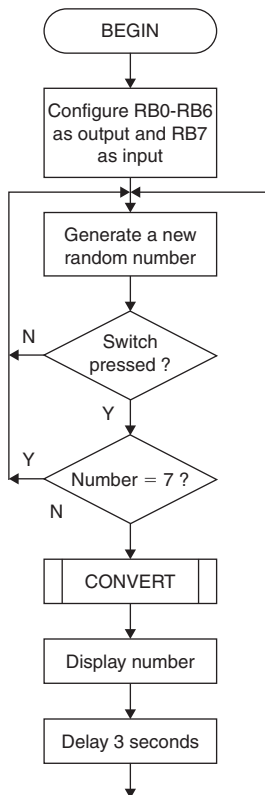 BEGIN
Configure RB0-RB6
as output and RB7
as input
Generate a new
random number
N
Switch
pressed ?
Y
Y
Number = 7 ?
N
CONVERT
Display number
Delay 3 seconds